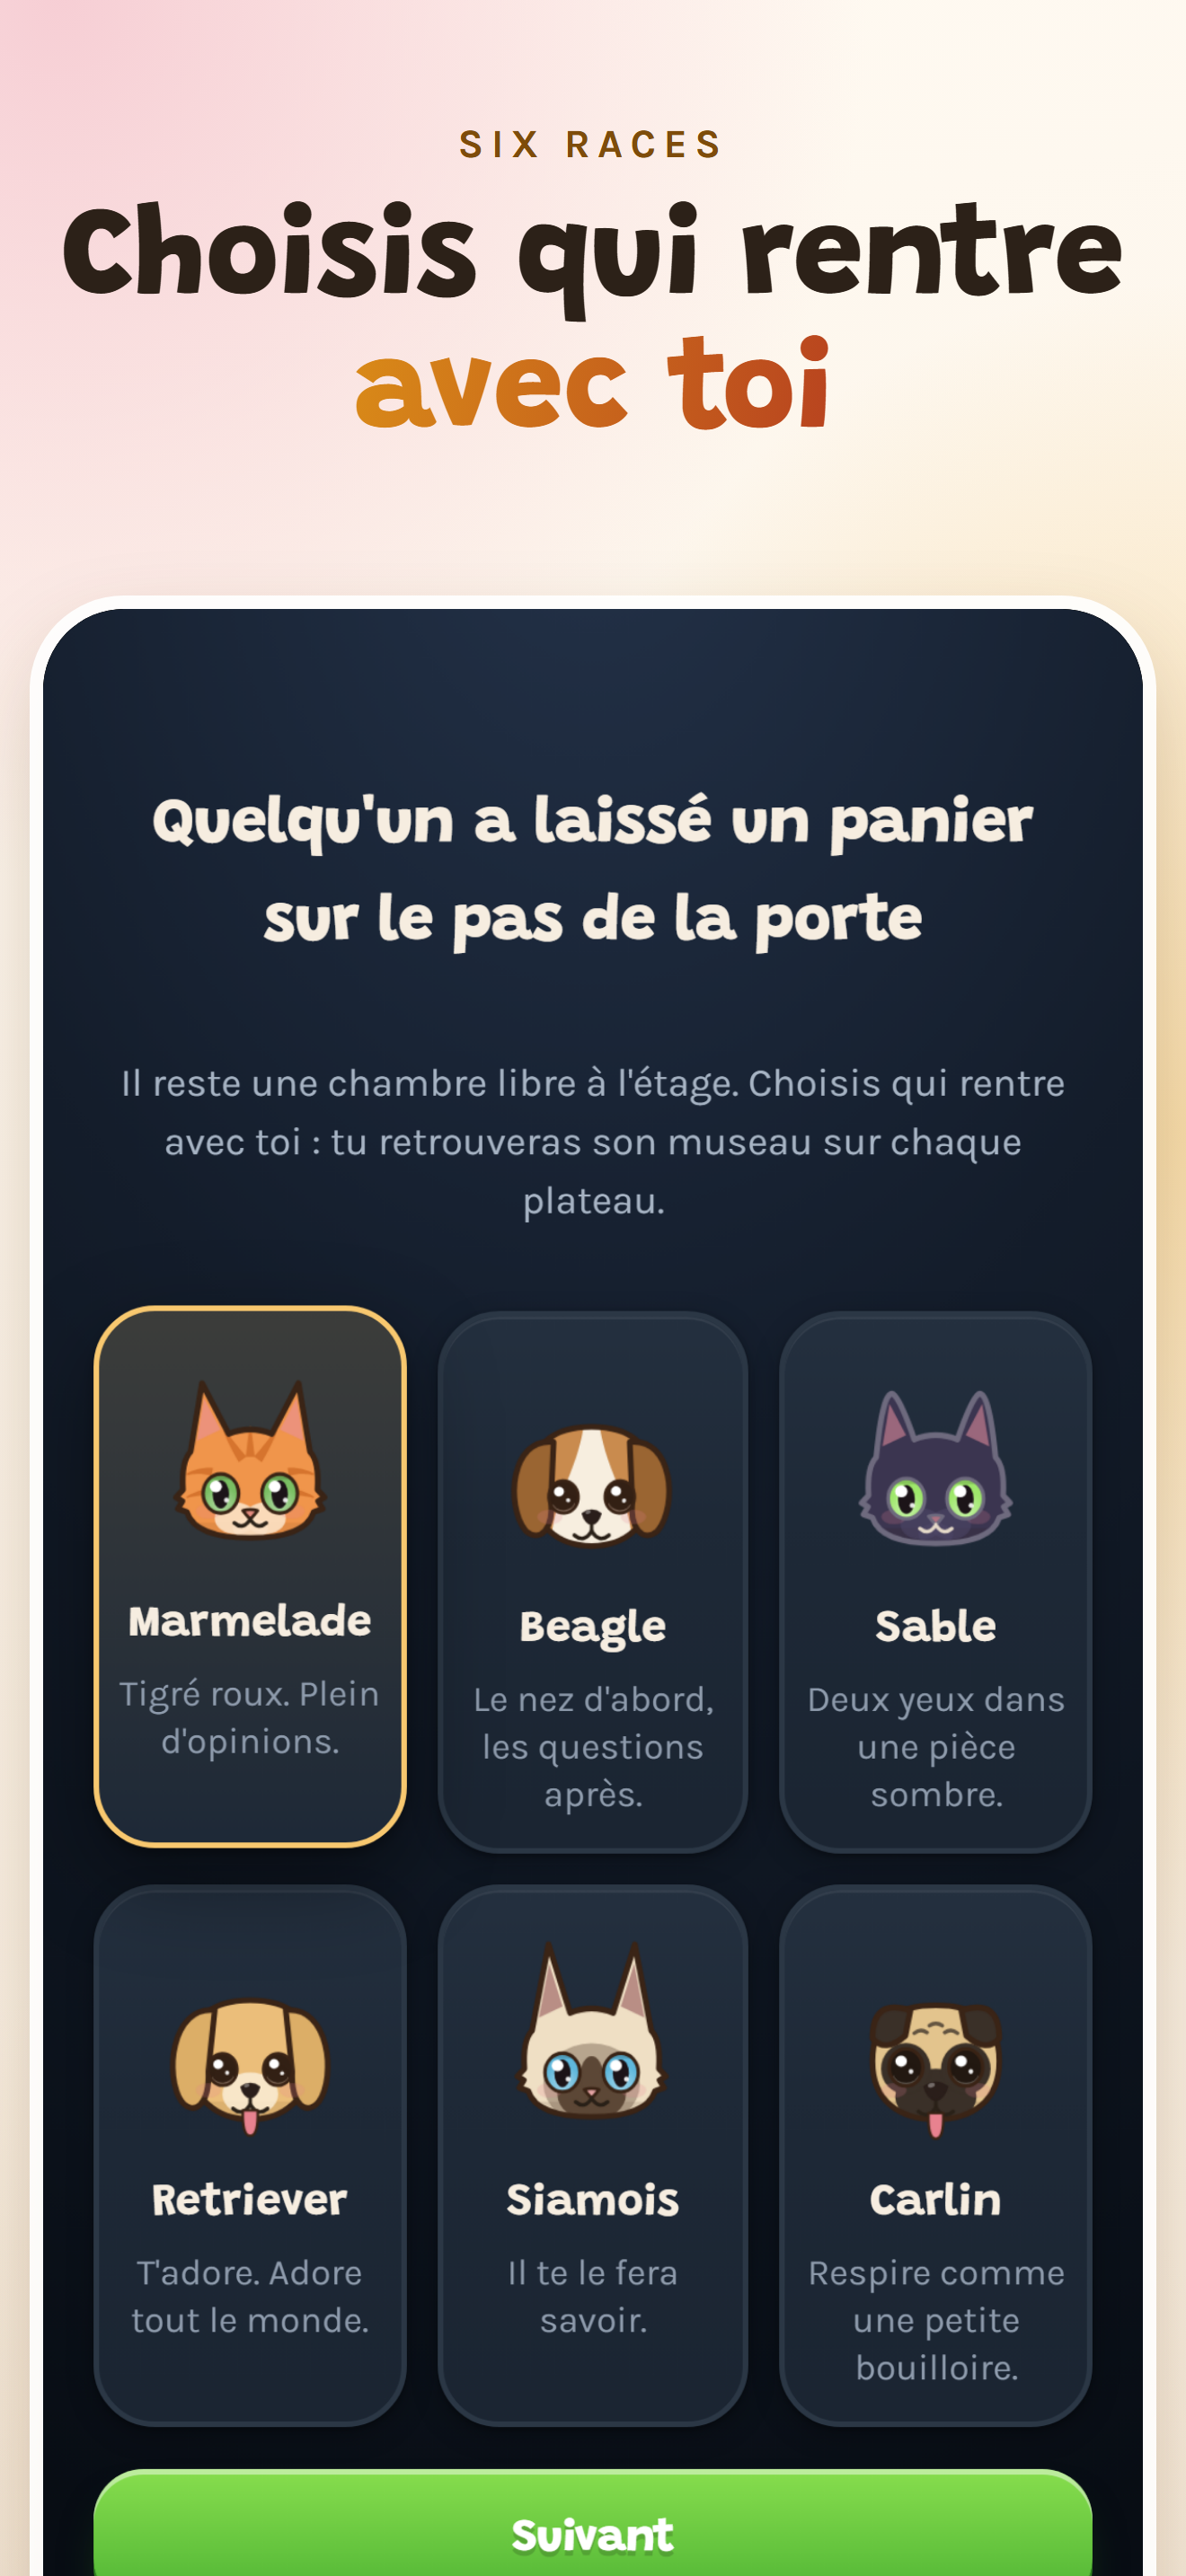 SIX RACES
Choisis qui rentre
avec toi
Quelqu'un a laissé un panier
sur le pas de la porte
Il reste une chambre libre à l'étage. Choisis qui rentre
avec toi : tu retrouveras son museau sur chaque
plateau.
Marmelade
Tigré roux. Plein
d'opinions.
Beagle
Le nez d'abord,
les questions
après.
Sable
Deux yeux dans
une pièce
sombre.
Retriever
T'adore. Adore
tout le monde.
Siamois
Il te le fera
savoir.
Carlin
Respire comme
une petite
bouilloire.
Suivant